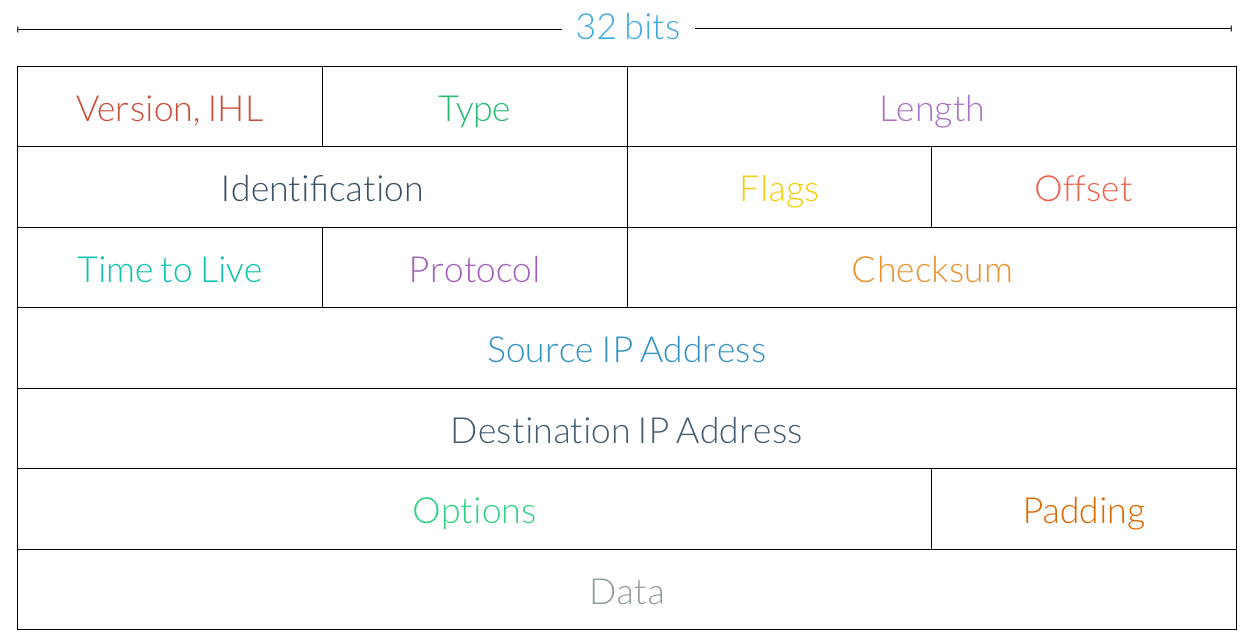 32 bits
Version, IHL Type Length
Identification Flags Offset
Time to Live Protocol Checksum
Source IP Address
Destination IP Address
Options Padding
Data